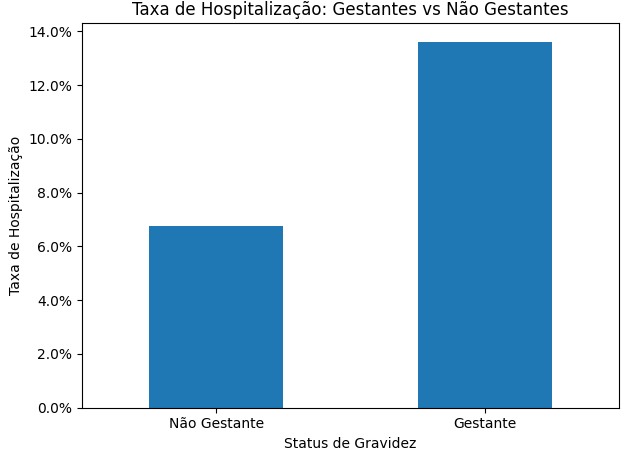 Taxa de Hospitalização: Gestantes vs Não Gestantes
Taxa de Hospitalização
14.0%
12.0%
10.0%
8.0%
6.0%
4.0%
2.0%
0.0%
Não Gestante
Gestante
Status de Gravidez